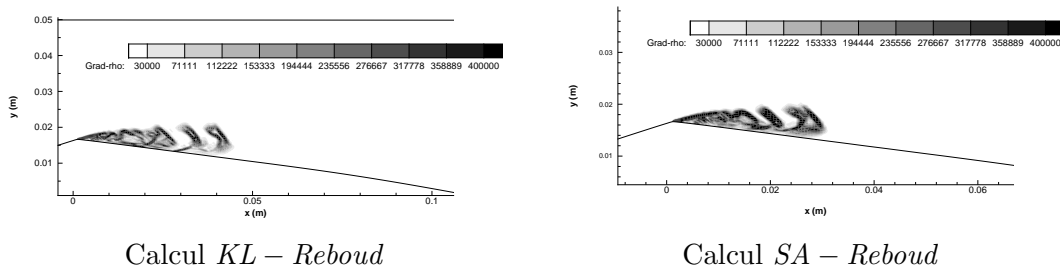 0.05
0.04
0.03
0.02
0.01
y (m)
Grad-rho:
30000 71111 112222 153333 194444 235556 276667 317778 358889 400000
0 0.05 0.1
x (m)
Calcul KL – Reboud
0.03
0.02
0.01
y (m)
Grad-rho:
30000 71111 112222 153333 194444 235556 276667 317778 358889 400000
0 0.02 0.04 0.06
x (m)
Calcul SA – Reboud